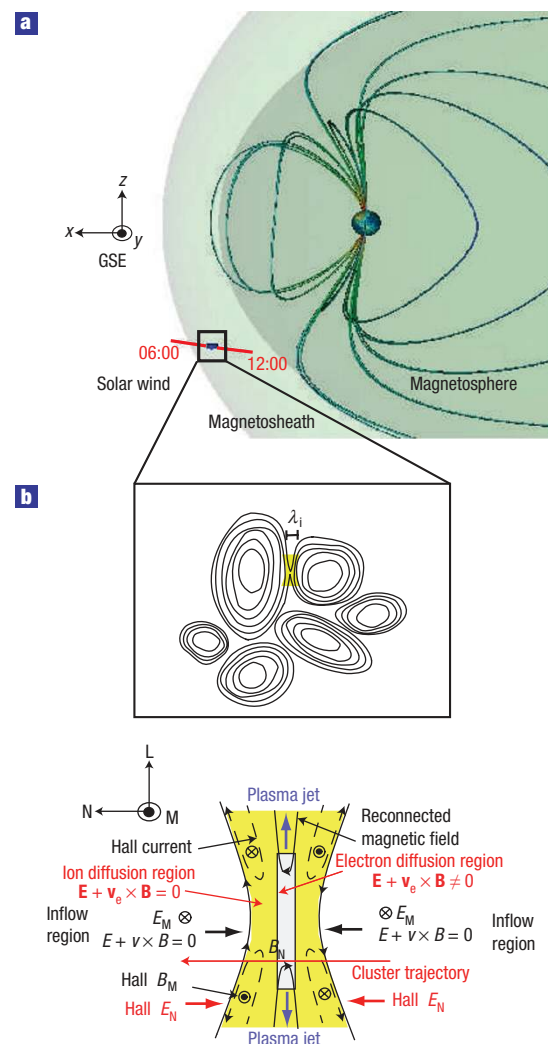 a
z
x
y
GSE
06:00
12:00
Solar wind
Magnetosphere
Magnetosheath
b
λi
L
N
M
Plasma jet
Hall current
Reconnected
magnetic field
Ion diffusion region
E + ve × B = 0
Electron diffusion region
E + ve × B ≠ 0
Inflow
region
EM ⊗
E + v × B = 0
⊗ EM
E + v × B = 0
Inflow
region
BN
Cluster trajectory
Hall BM
Hall EN
Hall EN
Plasma jet